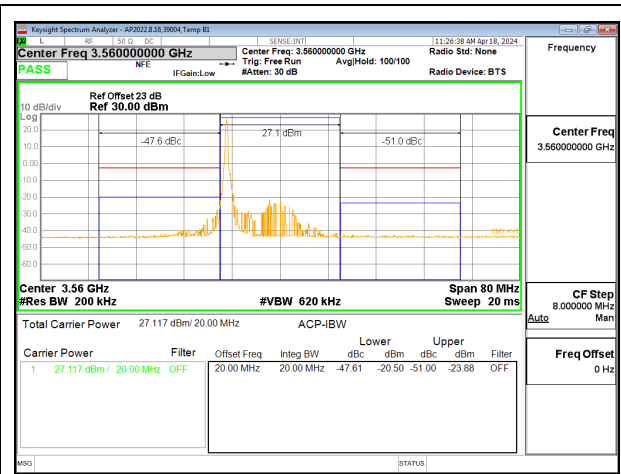 Keysight Spectrum Analyzer - AP2022.8.16,39004,Temp B1
L RF 50 Ω DC SENSE:INT 11:26:38 AM Apr 18, 2024
Center Freq 3.560000000 GHz Center Freq: 3.560000000 GHz Radio Std: None Frequency
PASS NFE Trig: Free Run Avg|Hold: 100/100
IFGain:Low #Atten: 30 dB Radio Device: BTS
Ref Offset 23 dB
10 dB/div Ref 30.00 dBm
Log
20.0
10.0
0.00
-10.0
-20.0
-30.0
-40.0
-50.0
-60.0
-47.6 dBc 27.1 dBm -51.0 dBc
Center Freq
3.560000000 GHz
Center 3.56 GHz Span 80 MHz
#Res BW 200 kHz #VBW 620 kHz Sweep 20 ms
CF Step
8.000000 MHz
Auto Man
Total Carrier Power 27.117 dBm/ 20.00 MHz ACP-IBW
Lower Upper
Carrier Power Filter Offset Freq Integ BW dBc dBm dBc dBm Filter
1 27.117 dBm / 20.00 MHz OFF 20.00 MHz 20.00 MHz -47.61 -20.50 -51.00 -23.88 OFF
Freq Offset
0 Hz
MSG STATUS